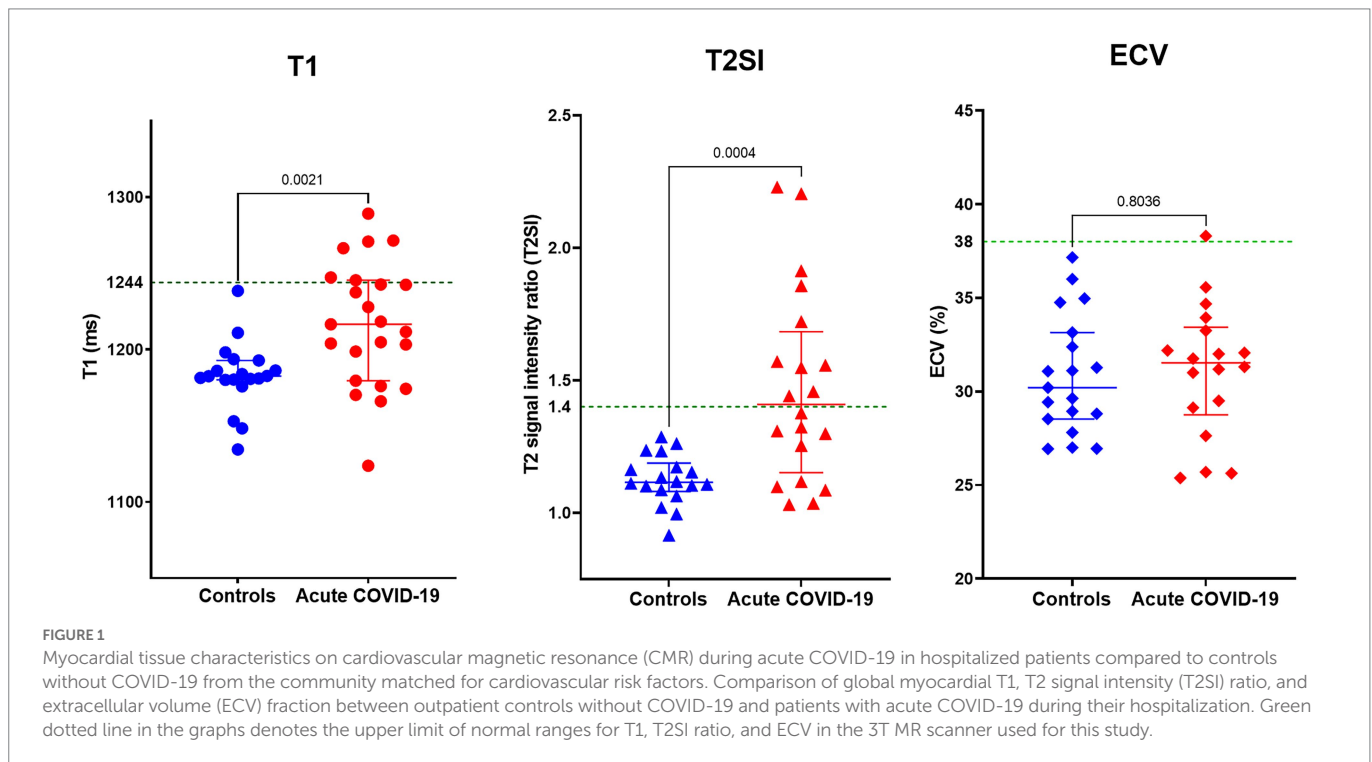 T1
T1 (ms)
1300
1244
1200
1100
0.0021
Controls
Acute COVID-19
T2SI
T2 signal intensity ratio (T2SI)
2.5
2.0
1.5
1.4
1.0
0.0004
Controls
Acute COVID-19
ECV
ECV (%)
45
40
38
35
30
25
20
0.8036
Controls
Acute COVID-19
FIGURE 1
Myocardial tissue characteristics on cardiovascular magnetic resonance (CMR) during acute COVID-19 in hospitalized patients compared to controls
without COVID-19 from the community matched for cardiovascular risk factors. Comparison of global myocardial T1, T2 signal intensity (T2SI) ratio, and
extracellular volume (ECV) fraction between outpatient controls without COVID-19 and patients with acute COVID-19 during their hospitalization. Green
dotted line in the graphs denotes the upper limit of normal ranges for T1, T2SI ratio, and ECV in the 3T MR scanner used for this study.